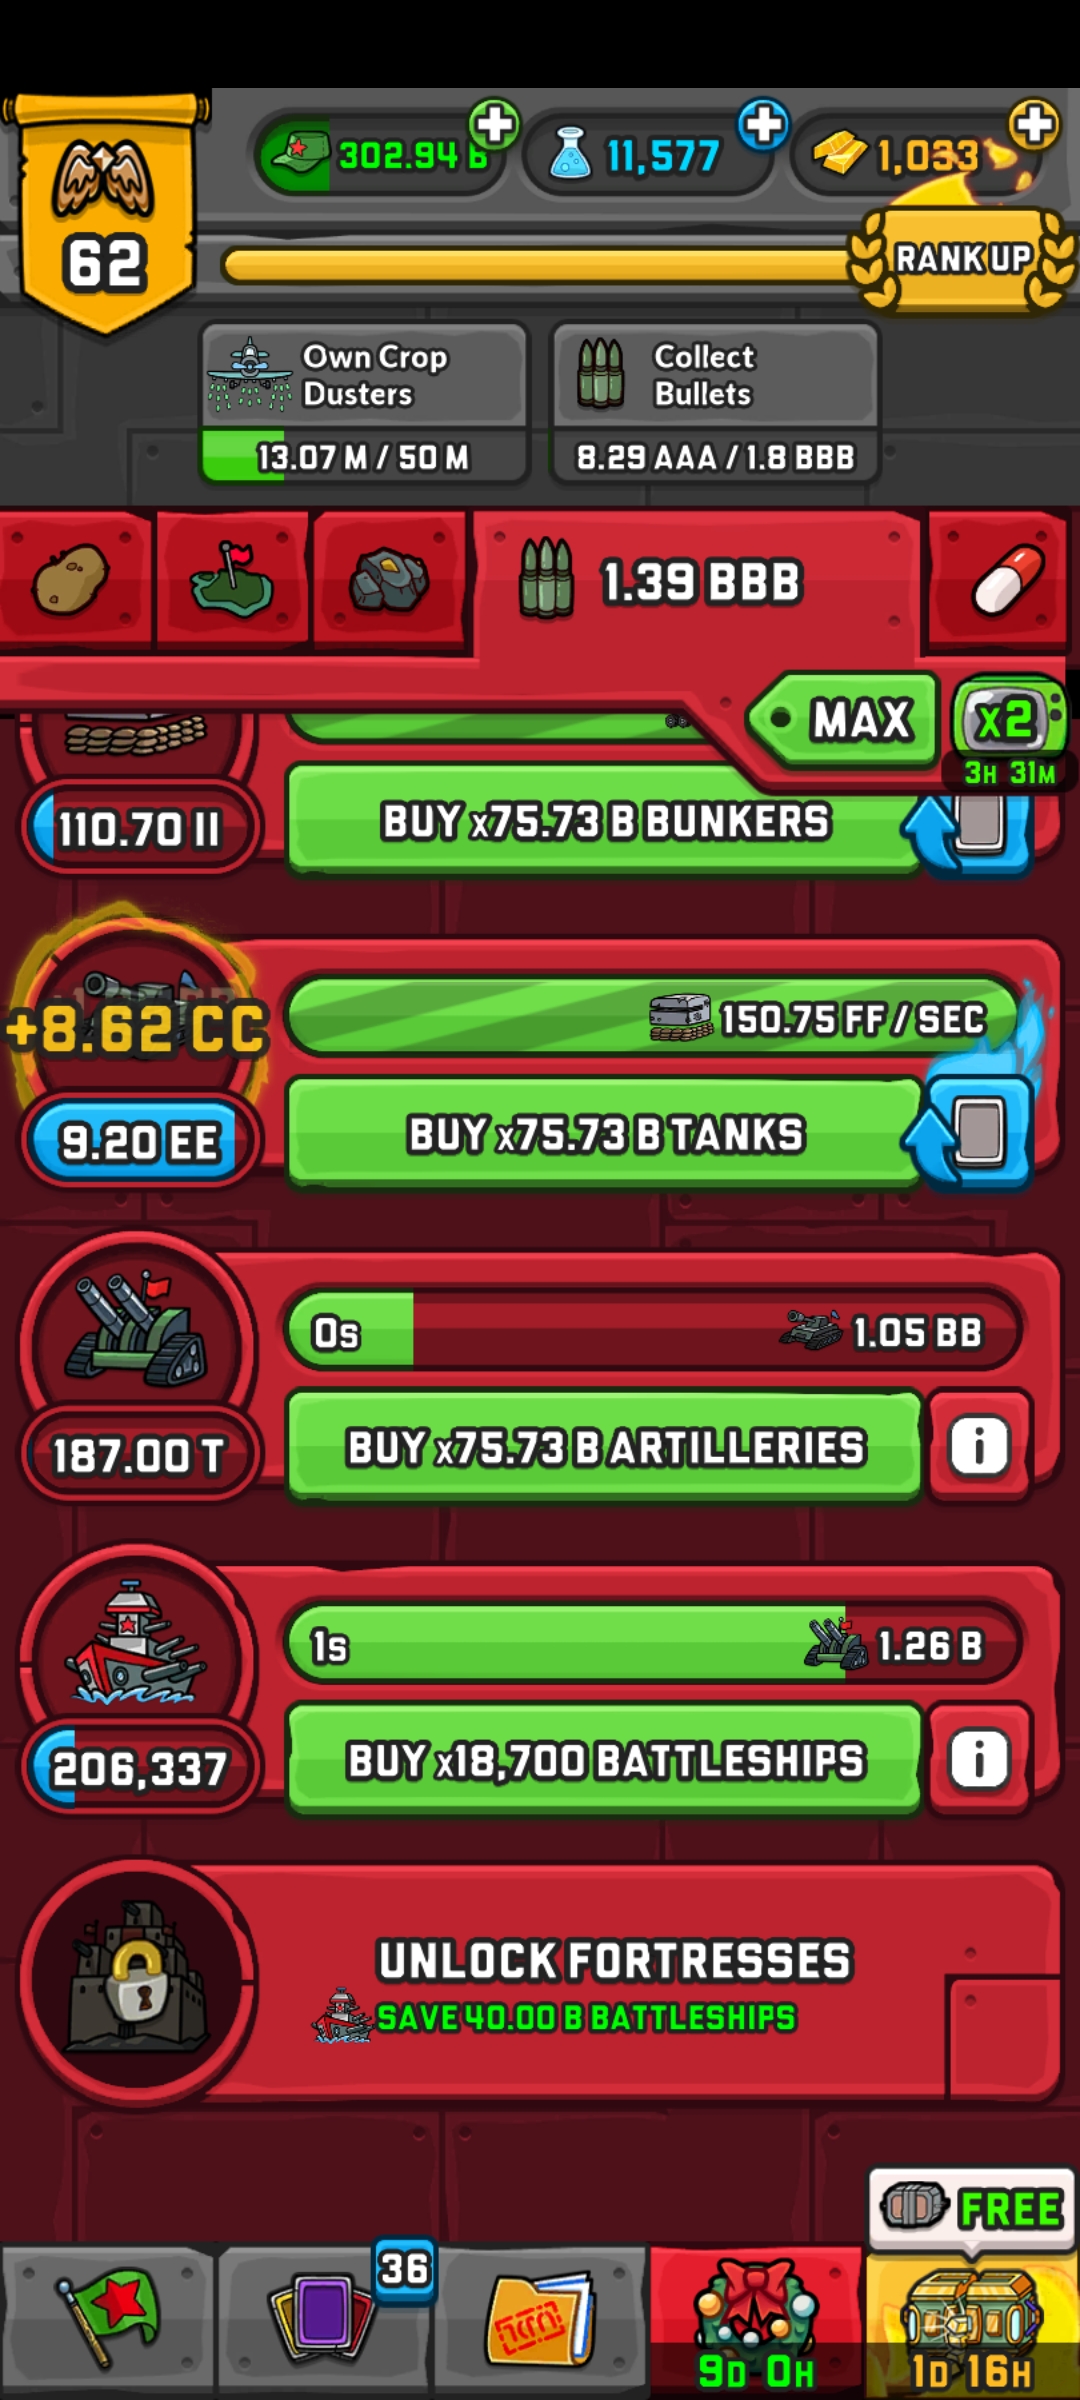 302.94 B
11,577
1,033
62
RANK UP
Own Crop
Dusters
Collect
Bullets
13.07 M / 50 M
8.29 AAA / 1.8 BBB
1.39 BBB
MAX
x2
3H 31M
110.70 II
BUY x75.73 B BUNKERS
+8.62 CC
150.75 FF / SEC
9.20 EE
BUY x75.73 B TANKS
0s
1.05 BB
187.00 T
BUY x75.73 B ARTILLERIES
i
1s
1.26 B
206,337
BUY x18,700 BATTLESHIPS
i
UNLOCK FORTRESSES
SAVE 40.00 B BATTLESHIPS
FREE
36
9D 0H
1D 16H